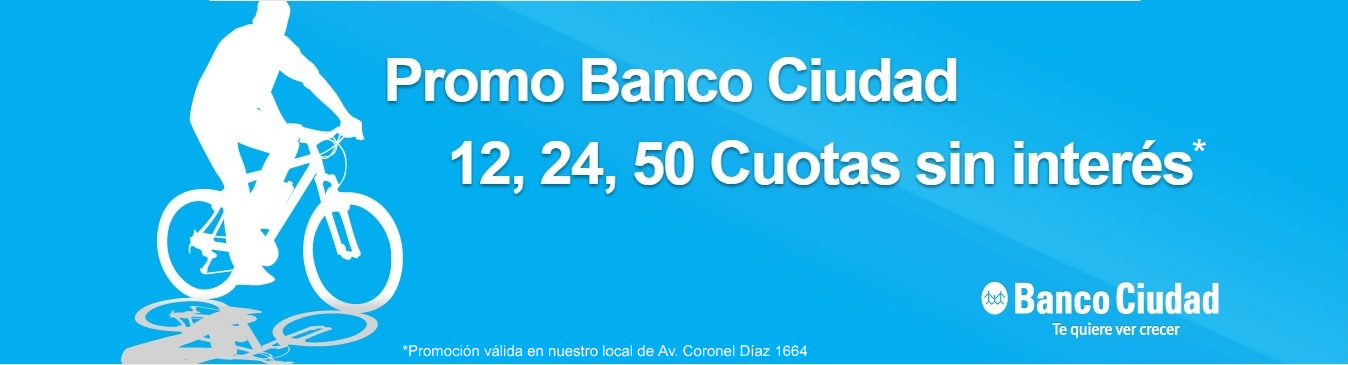 Promo Banco Ciudad
12, 24, 50 Cuotas sin interés*
Banco Ciudad
Te quiere ver crecer
*Promoción válida en nuestro local de Av. Coronel Díaz 1664